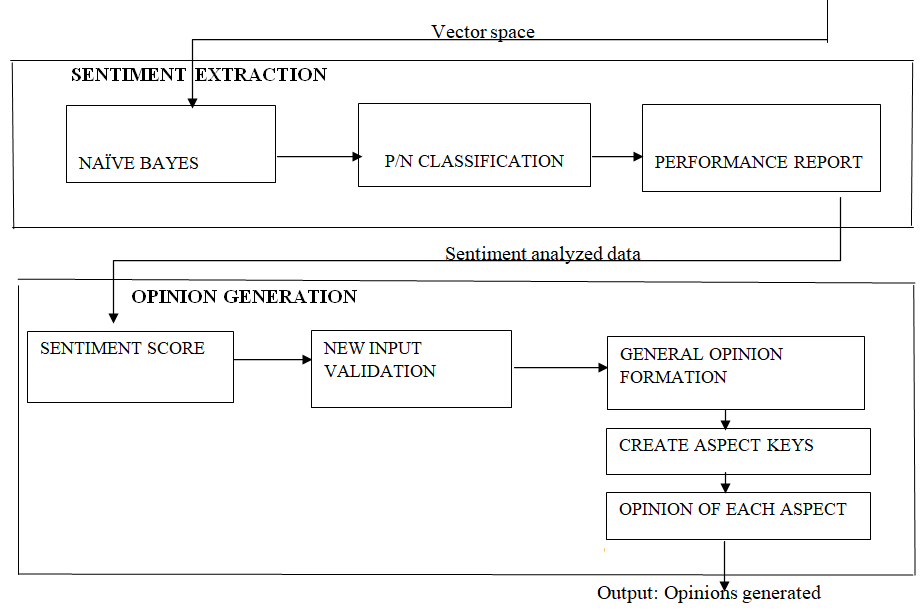 Vector space
SENTIMENT EXTRACTION
NAÏVE BAYES
P/N CLASSIFICATION
PERFORMANCE REPORT
Sentiment analyzed data
OPINION GENERATION
SENTIMENT SCORE
NEW INPUT
VALIDATION
GENERAL OPINION
FORMATION
CREATE ASPECT KEYS
OPINION OF EACH ASPECT
Output: Opinions generated